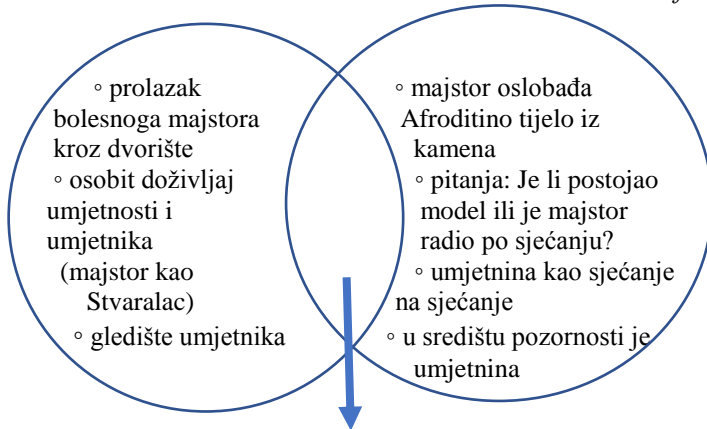 ◦ prolazak
bolesnoga majstora
kroz dvorište
◦ osobit doživljaj
umjetnosti i
umjetnika
(majstor kao
Stvaralac)
◦ gledište umjetnika
◦ majstor oslobađa
Afroditino tijelo iz
kamena
◦ pitanja: Je li postojao
model ili je majstor
radio po sjećanju?
◦ umjetnina kao sjećanje
na sjećanje
◦ u središtu pozornosti je
umjetnina